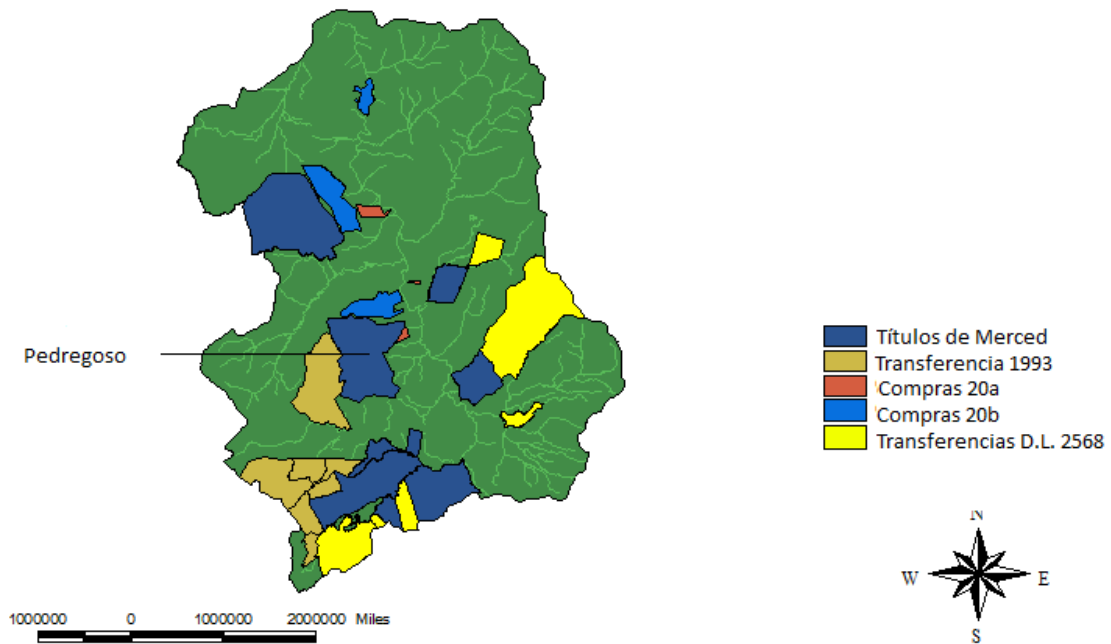 Pedregoso
Títulos de Merced
Transferencia 1993
'Compras 20a
'Compras 20b
Transferencias D.L. 2568
N
W E
S
1000000 0 1000000 2000000 Miles